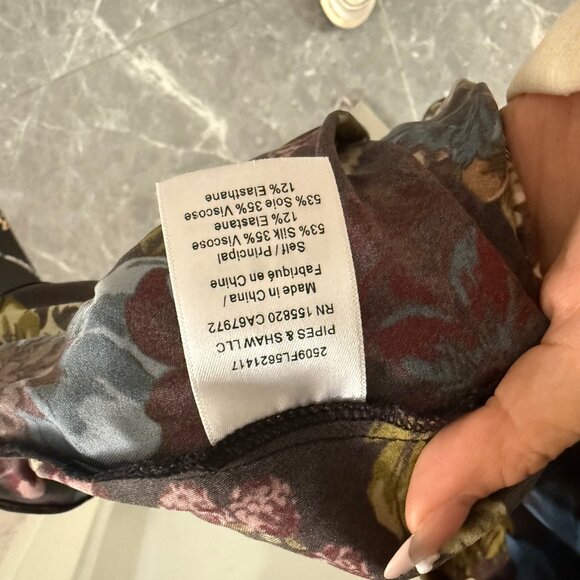 2509FL5821417
PIPES & SHAW LLC
RN 155820 CA67972
Made in China/
Fabriqué en Chine
Self / Principal
53% Silk 35% Viscose
12% Elastane
53% Soie 35% Viscose
12% Elasthane